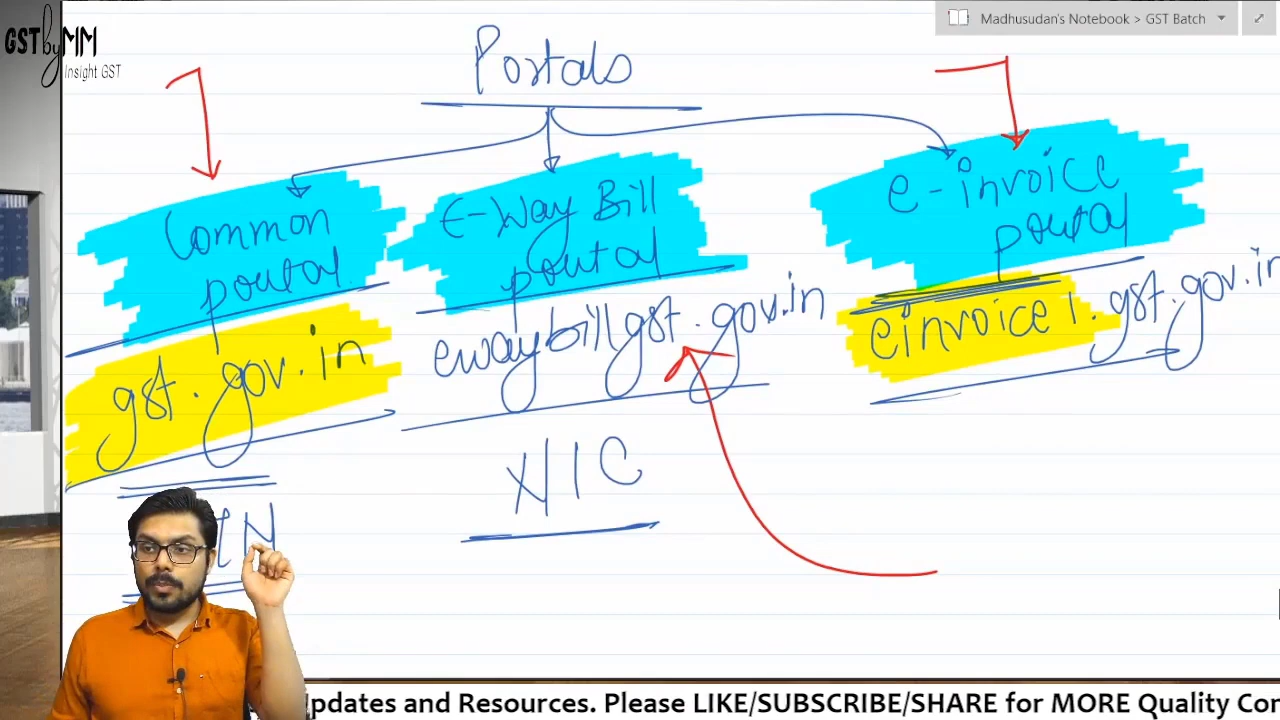 GST by MM
Insight GST
Madhusudan's Notebook > GST Batch
Portals
Common
portal
gst.gov.in
E-Way Bill
portal
ewaybillgst.gov.in
NIC
e-invoice
portal
einvoice1.gst.gov.in
pdates and Resources. Please LIKE/SUBSCRIBE/SHARE for MORE Quality Con